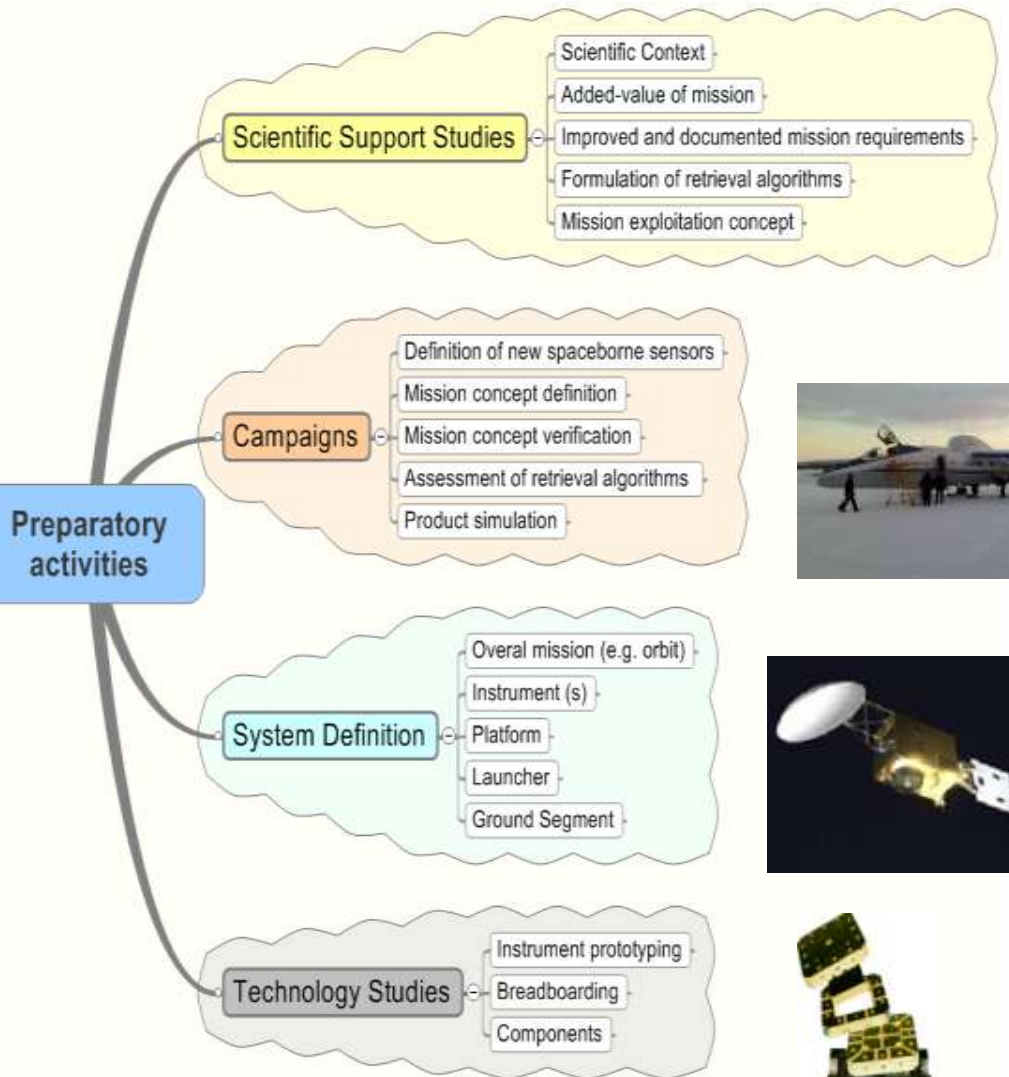 Scientific Support Studies
Scientific Context
Added-value of mission
Improved and documented mission requirements
Formulation of retrieval algorithms
Mission exploitation concept
Campaigns
Definition of new spaceborne sensors
Mission concept definition
Mission concept verification
Assessment of retrieval algorithms
Product simulation
Preparatory
activities
System Definition
Overal mission (e.g. orbit)
Instrument (s)
Platform
Launcher
Ground Segment
Technology Studies
Instrument prototyping
Breadboarding
Components